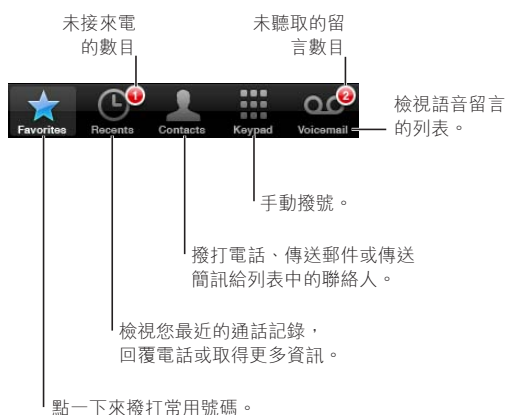 未接來電
的數目
未聽取的留
言數目
1
2
Favorites
Recents
Contacts
Keypad
Voicemail
檢視語音留言
的列表。
手動撥號。
撥打電話、傳送郵件或傳送
簡訊給列表中的聯絡人。
檢視您最近的通話記錄，
回覆電話或取得更多資訊。
點一下來撥打常用號碼。